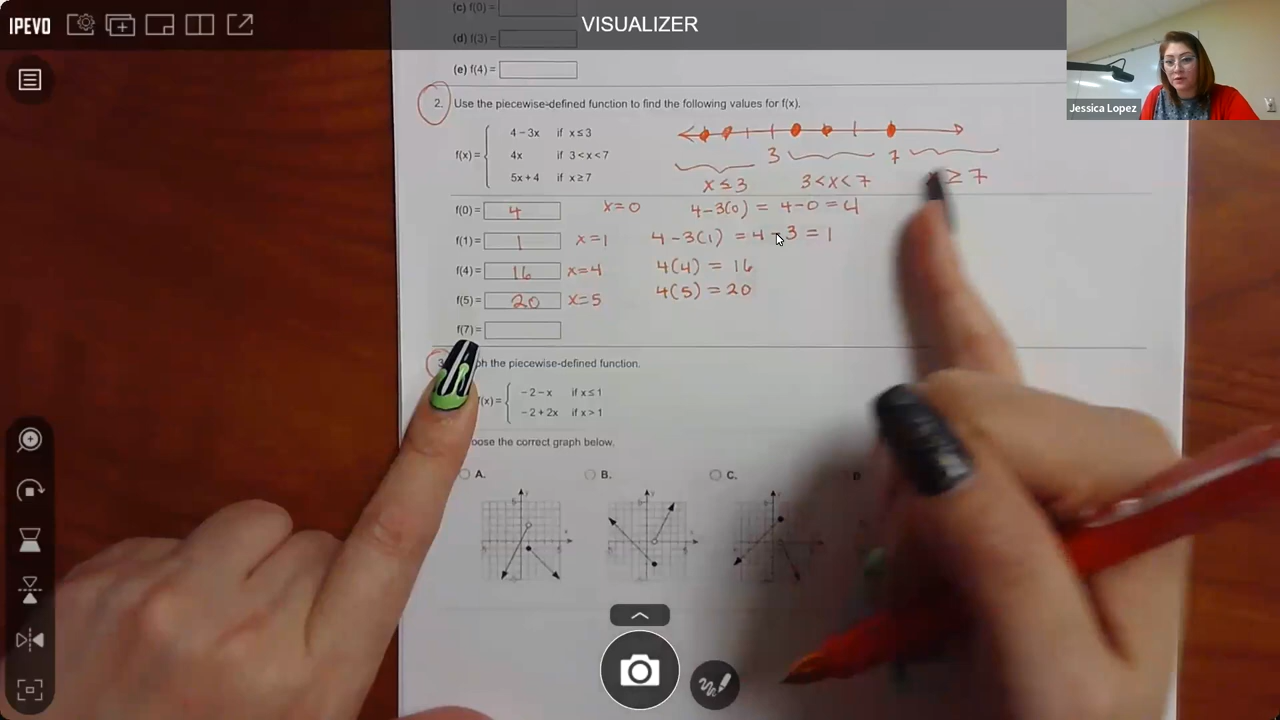 IPEVO
VISUALIZER
Jessica Lopez
(c) f(0) =
(d) f(3) =
(e) f(4) =
2. Use the piecewise-defined function to find the following values for f(x).
f(x) =
4 − 3x if x ≤ 3
4x if 3 < x < 7
5x + 4 if x ≥ 7
3 7
x ≤ 3 3 < x < 7 ≥ 7
f(0) = 4 x = 0 4 − 3(0) = 4 − 0 = 4
f(1) = 1 x = 1 4 − 3(1) = 4 − 3 = 1
f(4) = 16 x = 4 4(4) = 16
f(5) = 20 x = 5 4(5) = 20
f(7) =
3. the piecewise-defined function.
f(x) =
− 2 − x if x ≤ 1
− 2 + 2x if x > 1
the correct graph below.
A. B. C. D